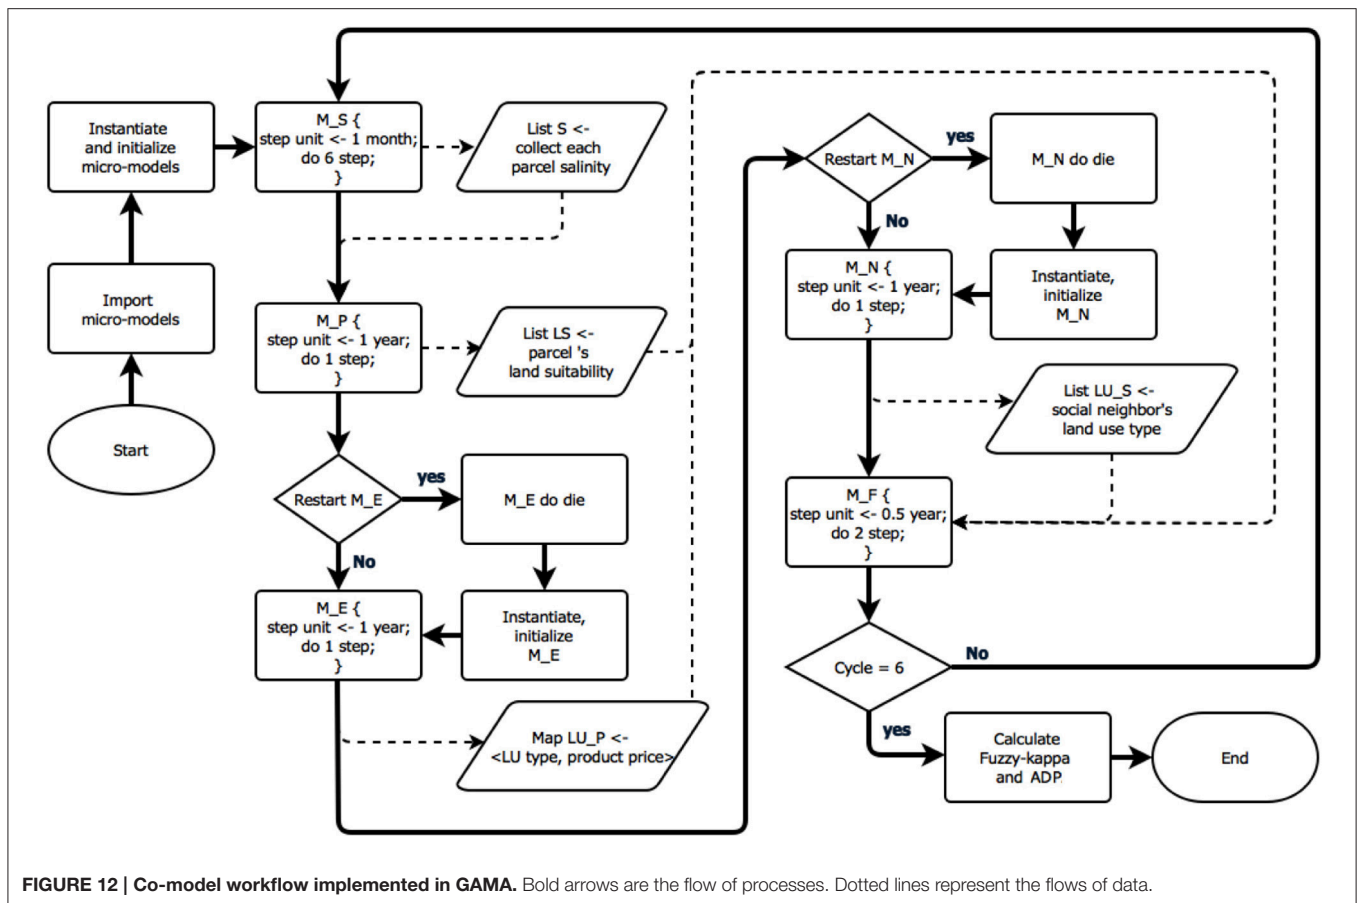 Instantiate
and initialize
micro-models
Import
micro-models
Start
M_S {
step unit <- 1 month;
do 6 step;
}
List S <-
collect each
parcel salinity
M_P {
step unit <- 1 year;
do 1 step;
}
List LS <-
parcel 's
land suitability
Restart M_E
yes
No
M_E do die
Instantiate,
initialize
M_E
M_E {
step unit <- 1 year;
do 1 step;
}
Map LU_P <-
<LU type, product price>
Restart M_N
yes
No
M_N do die
Instantiate,
initialize
M_N
M_N {
step unit <- 1 year;
do 1 step;
}
List LU_S <-
social neighbor's
land use type
M_F {
step unit <- 0.5 year;
do 2 step;
}
Cycle = 6
No
yes
Calculate
Fuzzy-kappa
and ADP
End
FIGURE 12 | Co-model workflow implemented in GAMA. Bold arrows are the flow of processes. Dotted lines represent the flows of data.